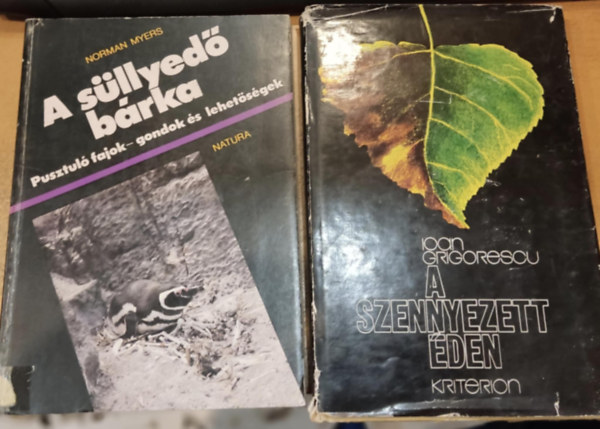 NORMAN MYERS
A süllyedő
bárka
Pusztuló fajok - gondok és lehetőségek
NATURA
Ioan
GRIGORESCU
A
SZENNYEZETT
ÉDEN
KRITERION